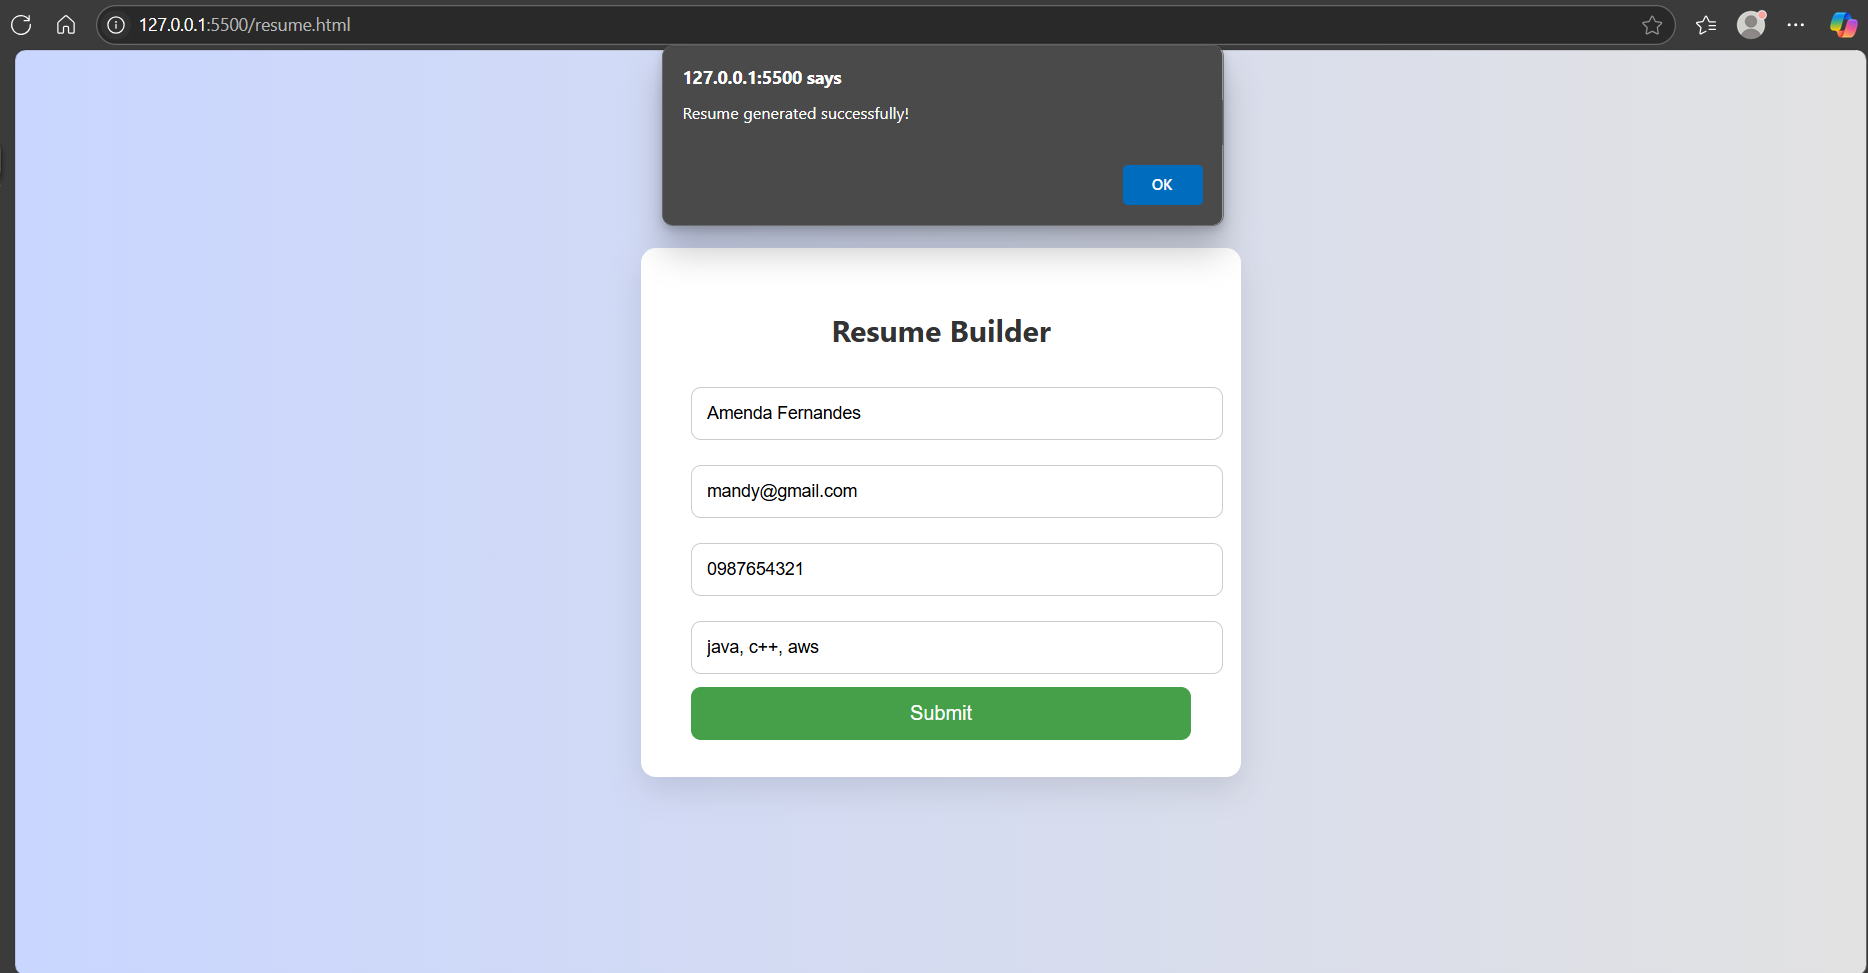 127.0.0.1:5500/resume.html
127.0.0.1:5500 says
Resume generated successfully!
OK
Resume Builder
Amenda Fernandes
mandy@gmail.com
0987654321
java, c++, aws
Submit